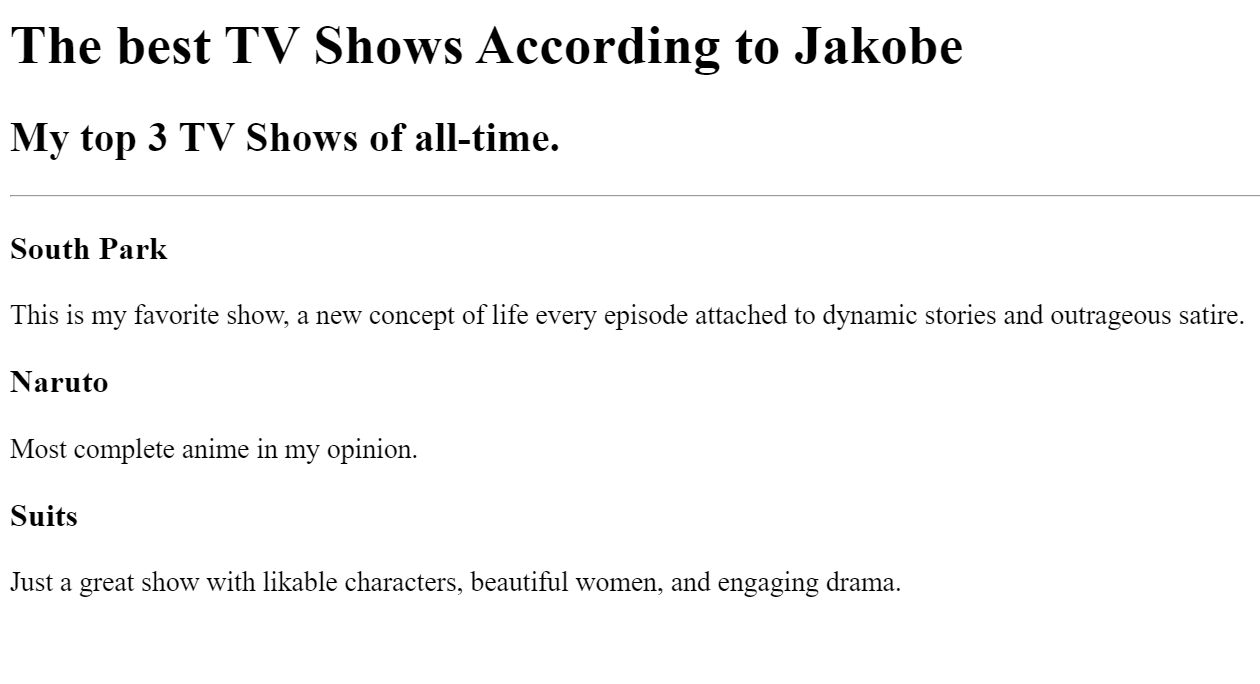 The best TV Shows According to Jakobe
My top 3 TV Shows of all-time.
South Park
This is my favorite show, a new concept of life every episode attached to dynamic stories and outrageous satire.
Naruto
Most complete anime in my opinion.
Suits
Just a great show with likable characters, beautiful women, and engaging drama.